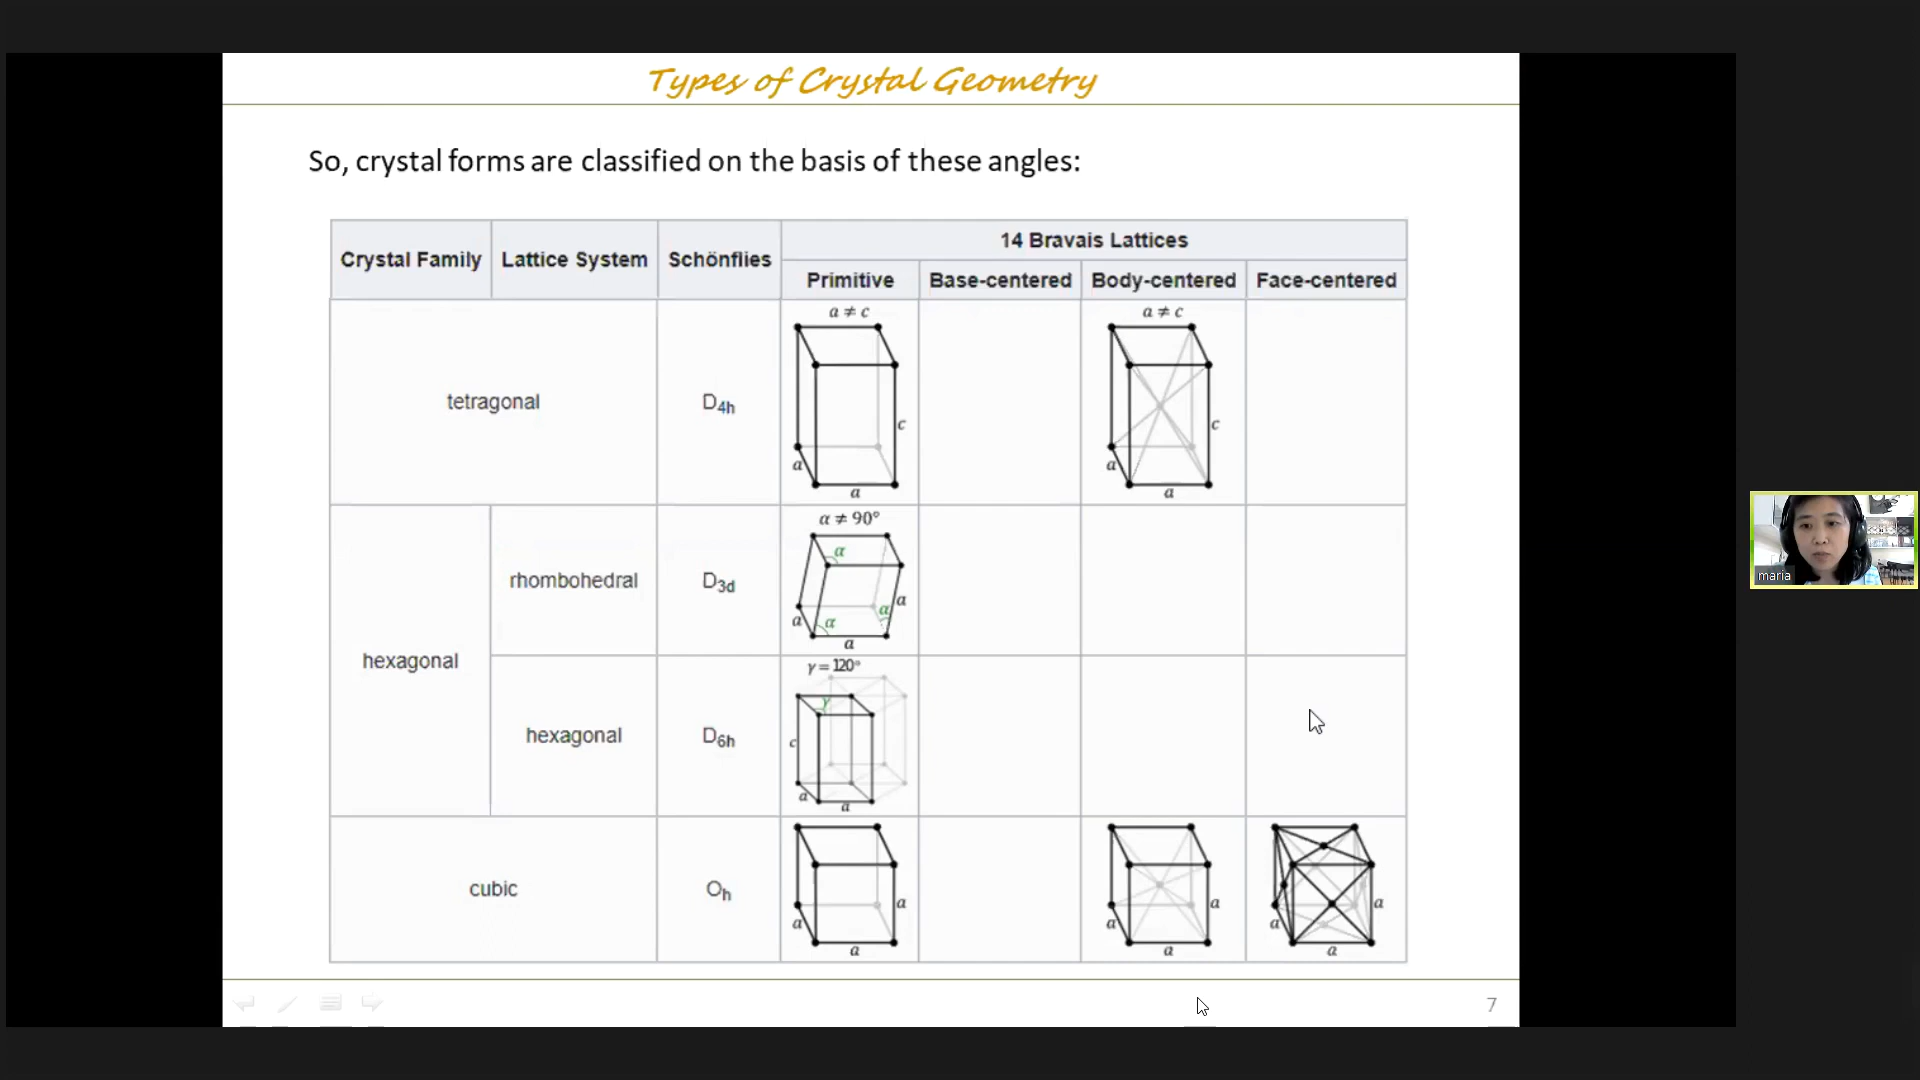 Types of Crystal Geometry
So, crystal forms are classified on the basis of these angles:
Crystal Family Lattice System Schönflies 14 Bravais Lattices
Primitive Base-centered Body-centered Face-centered
tetragonal D4h
a ≠ c
c
a
a
a ≠ c
c
a
a
hexagonal
rhombohedral D3d
α ≠ 90°
α
a
α
a
α
a
hexagonal D6h
γ = 120°
γ
c
a
a
cubic Oh
a
a
a
a
a
a
a
a
a
7
maria